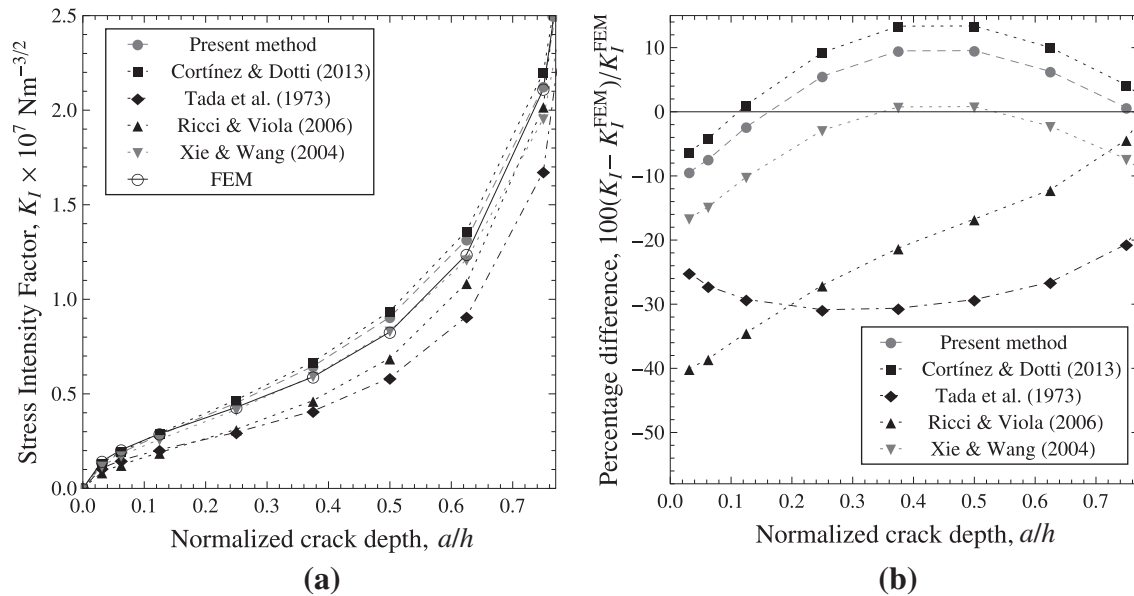 2.5
2.0
1.5
1.0
0.5
0.0
Stress Intensity Factor, K_I × 10^7 Nm^{−3/2}
Present method
Cortínez & Dotti (2013)
Tada et al. (1973)
Ricci & Viola (2006)
Xie & Wang (2004)
FEM
0.0 0.1 0.2 0.3 0.4 0.5 0.6 0.7
Normalized crack depth, a/h
(a)
10
0
−10
−20
−30
−40
−50
Percentage difference, 100(K_I − K_I^{FEM})/K_I^{FEM}
Present method
Cortínez & Dotti (2013)
Tada et al. (1973)
Ricci & Viola (2006)
Xie & Wang (2004)
0.0 0.1 0.2 0.3 0.4 0.5 0.6 0.7
Normalized crack depth, a/h
(b)